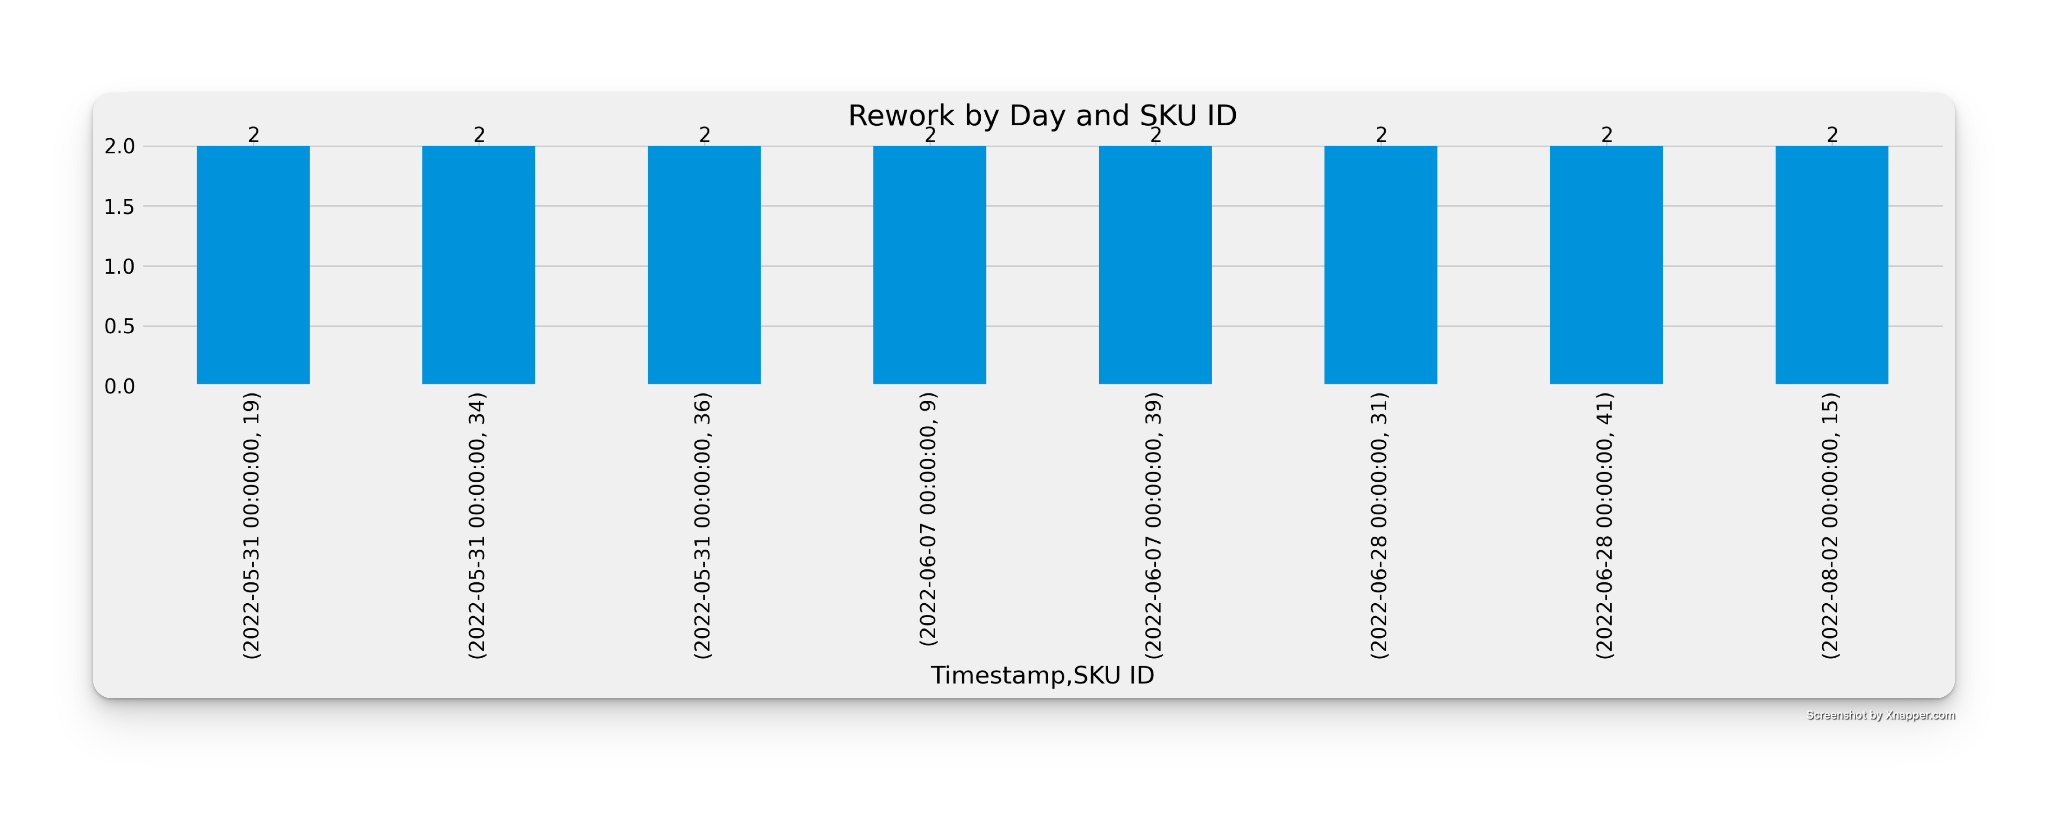 Rework by Day and SKU ID
2 2 2 2 2 2 2 2
2.0
1.5
1.0
0.5
0.0
(2022-05-31 00:00:00, 19)
(2022-05-31 00:00:00, 34)
(2022-05-31 00:00:00, 36)
(2022-06-07 00:00:00, 9)
(2022-06-07 00:00:00, 39)
(2022-06-28 00:00:00, 31)
(2022-06-28 00:00:00, 41)
(2022-08-02 00:00:00, 15)
Timestamp,SKU ID
Screenshot by Xnapper.com